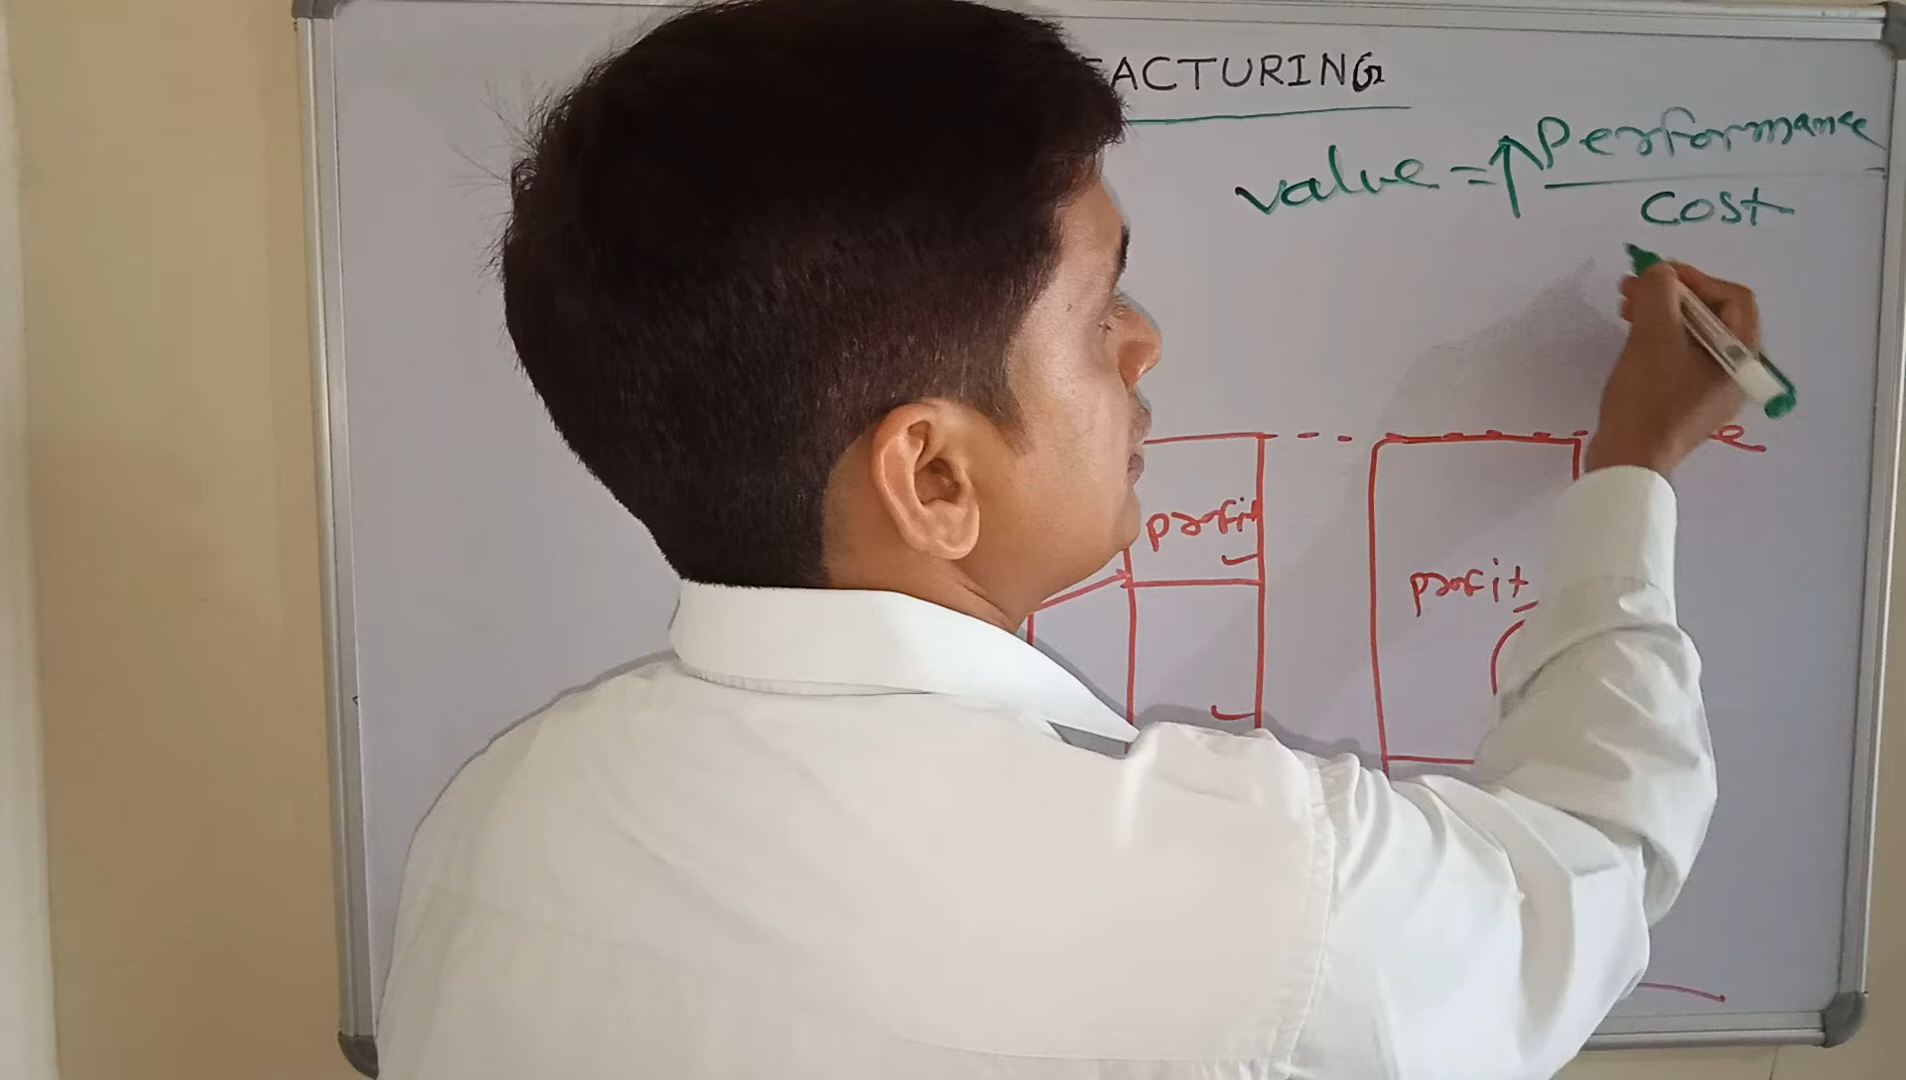 FACTURING
value = ↑ Performance
cost
profit
profit